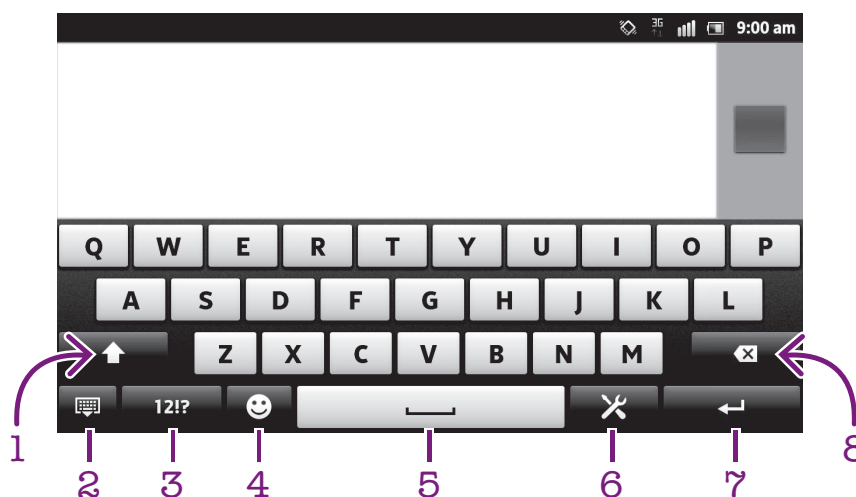 3G 9:00 am
Q W E R T Y U I O P
A S D F G H J K L
Z X C V B N M
12!?
1 2 3 4 5 6 7 8